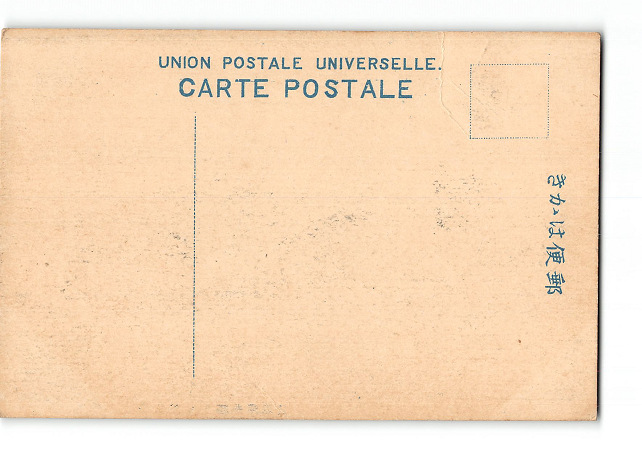 UNION POSTALE UNIVERSELLE.
CARTE POSTALE
きがは便郵